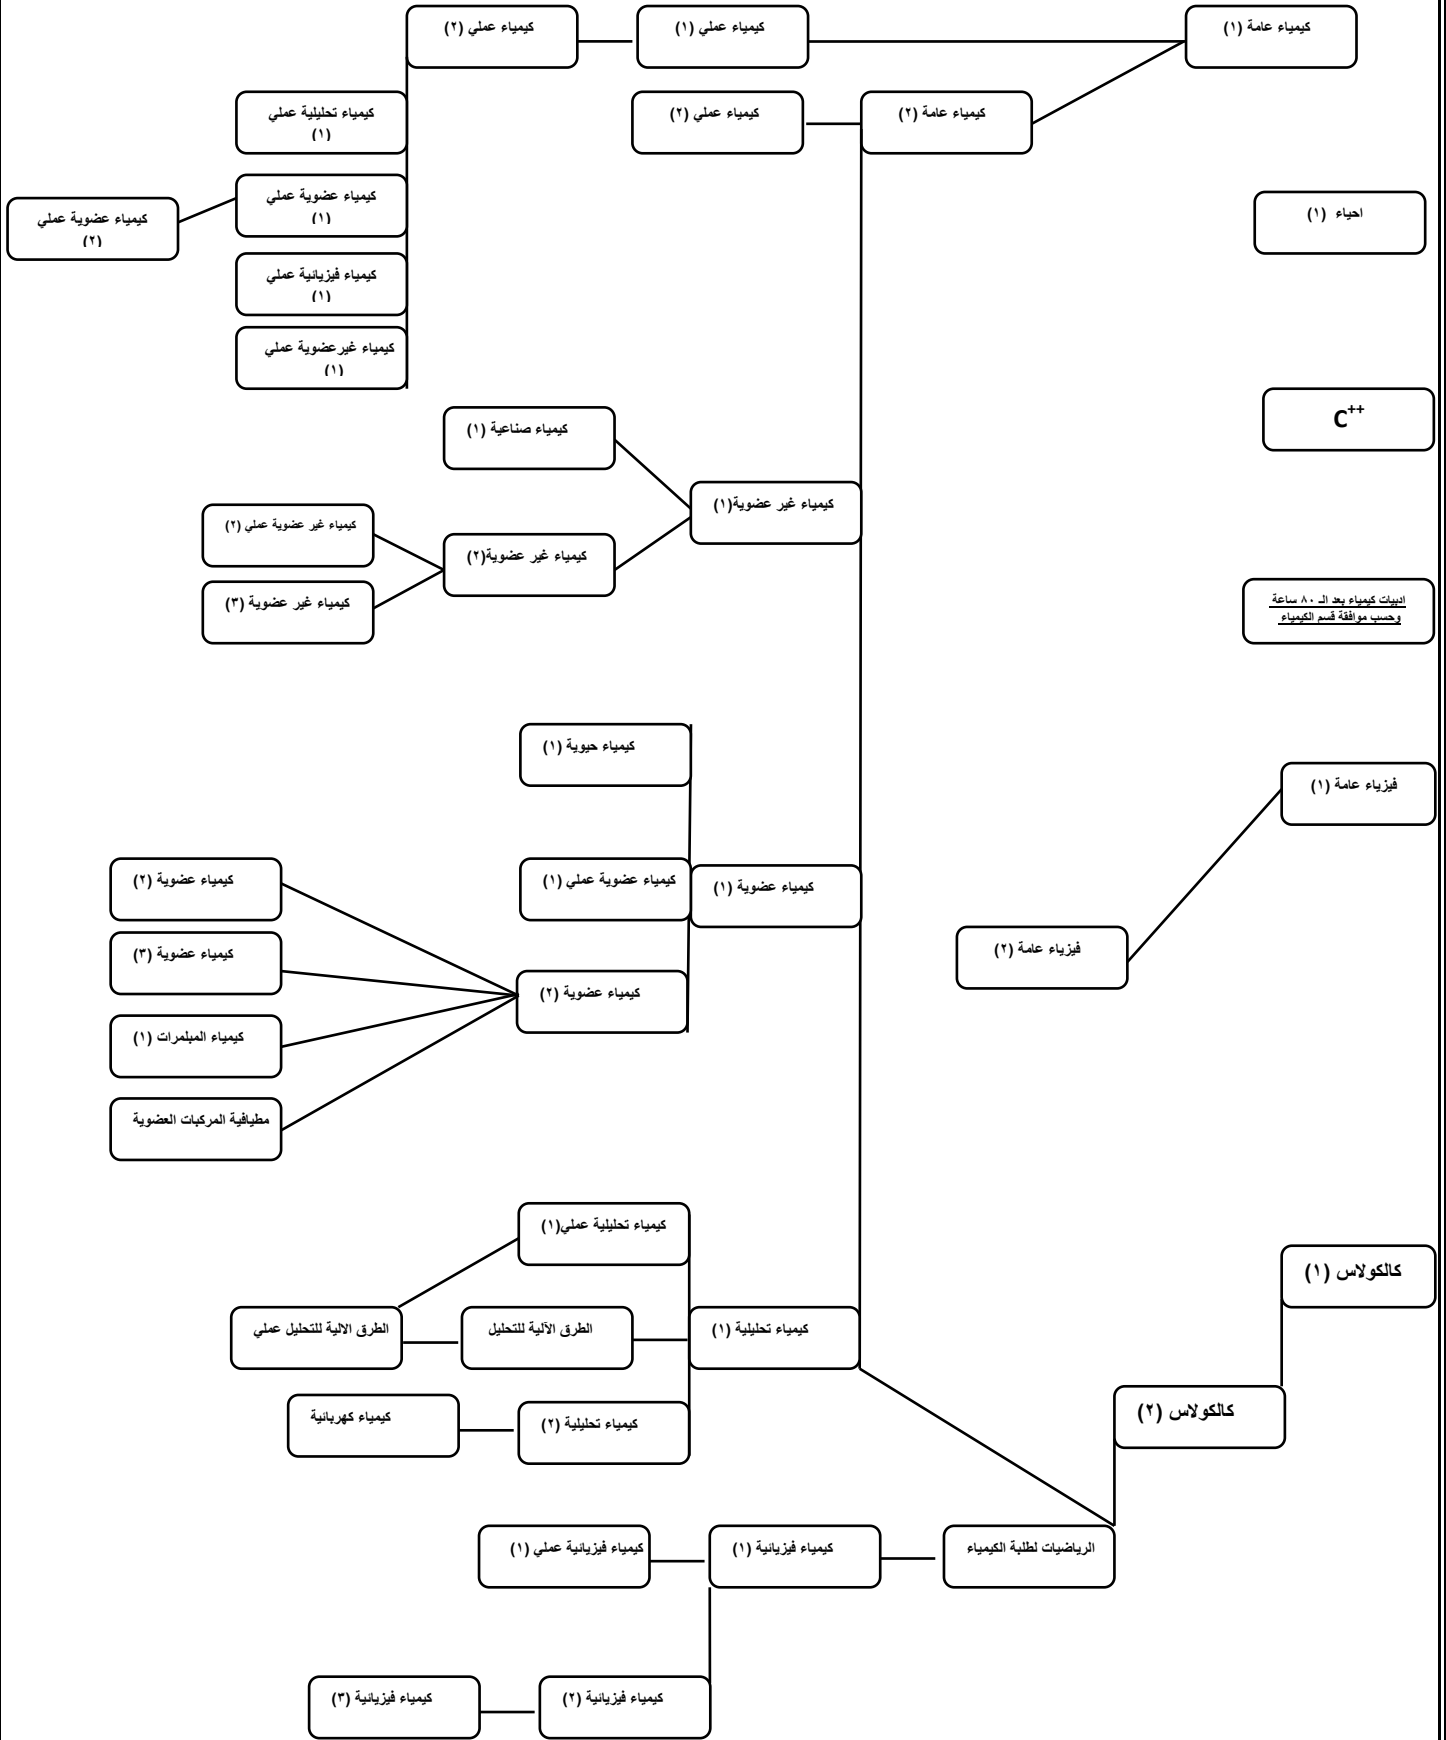 كيمياء عامة (١)
كيمياء عملي (١)
كيمياء عملي (٢)
كيمياء عامة (٢)
كيمياء عملي (٢)
كيمياء تحليلية عملي
(١)
كيمياء عضوية عملي
(١)
كيمياء عضوية عملي
(٢)
احياء (١)
كيمياء فيزيائية عملي
(١)
كيمياء غيرعضوية عملي
(١)
C++
كيمياء صناعية (١)
كيمياء غير عضوية(١)
كيمياء غير عضوية عملي (٢)
كيمياء غير عضوية(٢)
كيمياء غير عضوية (٣)
ادبيات كيمياء بعد الـ ٨٠ ساعة
وحسب موافقة قسم الكيمياء
كيمياء حيوية (١)
فيزياء عامة (١)
كيمياء عضوية (١)
كيمياء عضوية عملي (١)
كيمياء عضوية (٢)
فيزياء عامة (٢)
كيمياء عضوية (٣)
كيمياء عضوية (٢)
كيمياء المبلمرات (١)
مطيافية المركبات العضوية
كيمياء تحليلية عملي(١)
كالكولاس (١)
كيمياء تحليلية (١)
الطرق الآلية للتحليل
الطرق الالية للتحليل عملي
كالكولاس (٢)
كيمياء تحليلية (٢)
كيمياء كهربائية
الرياضيات لطلبة الكيمياء
كيمياء فيزيائية (١)
كيمياء فيزيائية عملي (١)
كيمياء فيزيائية (٢)
كيمياء فيزيائية (٣)